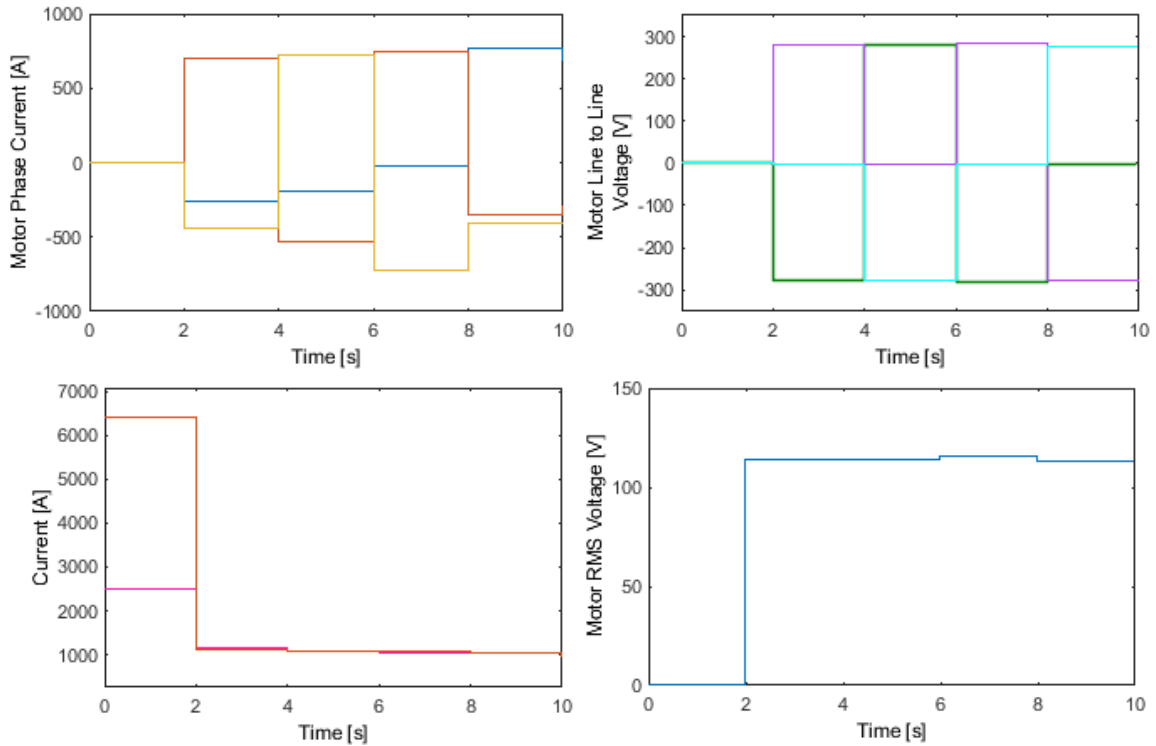 1000
500
0
-500
-1000
Motor Phase Current [A]
0 2 4 6 8 10
Time [s]
300
200
100
0
-100
-200
-300
Motor Line to Line
Voltage [V]
0 2 4 6 8 10
Time [s]
7000
6000
5000
4000
3000
2000
1000
Current [A]
0 2 4 6 8 10
Time [s]
150
100
50
0
Motor RMS Voltage [V]
0 2 4 6 8 10
Time [s]